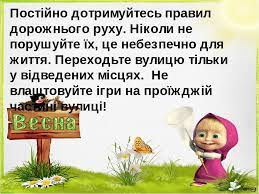 Постійно дотримуйтесь правил
дорожнього руху. Ніколи не
порушуйте їх, це небезпечно для
життя. Переходьте вулицю тільки
у відведених місцях.  Не
влаштовуйте ігри на проїжджій
частині вулиці!
Весна